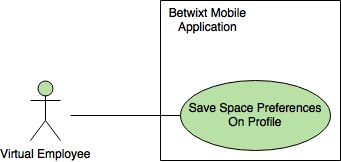 Betwixt Mobile
Application
Save Space Preferences
On Profile
Virtual Employee